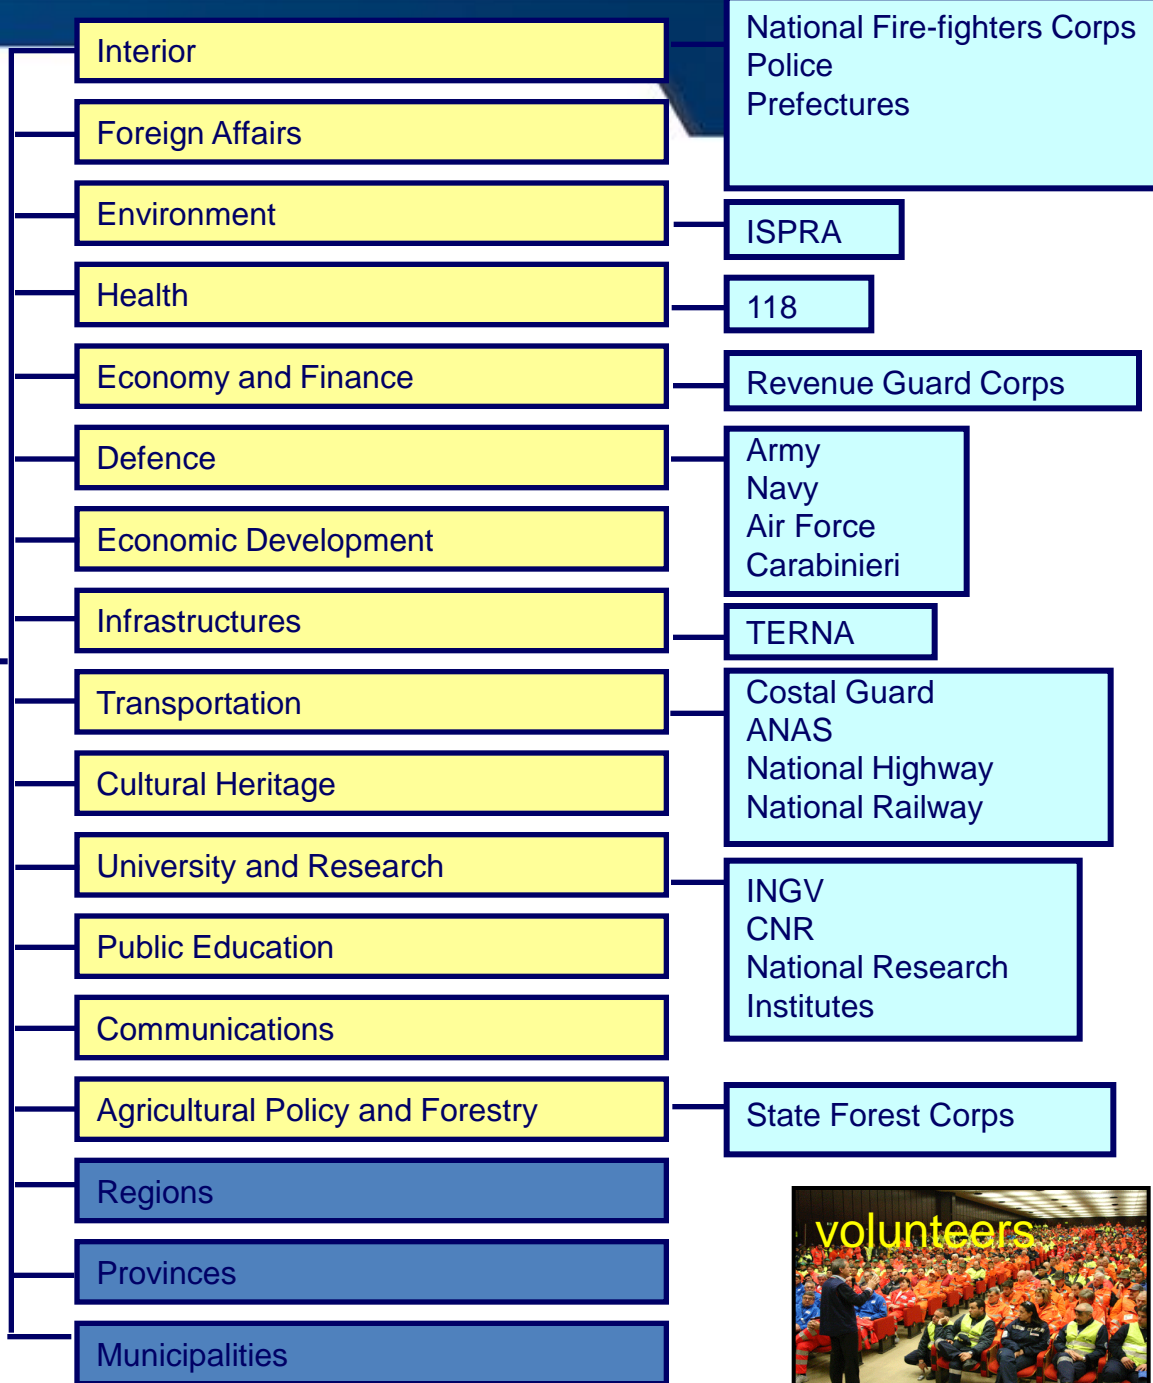 Interior
National Fire-fighters Corps
Police
Prefectures
Foreign Affairs
Environment
ISPRA
Health
118
Economy and Finance
Revenue Guard Corps
Defence
Army
Navy
Air Force
Carabinieri
Economic Development
Infrastructures
TERNA
Transportation
Costal Guard
ANAS
National Highway
National Railway
Cultural Heritage
University and Research
INGV
CNR
National Research
Institutes
Public Education
Communications
Agricultural Policy and Forestry
State Forest Corps
Regions
volunteers
Provinces
Municipalities